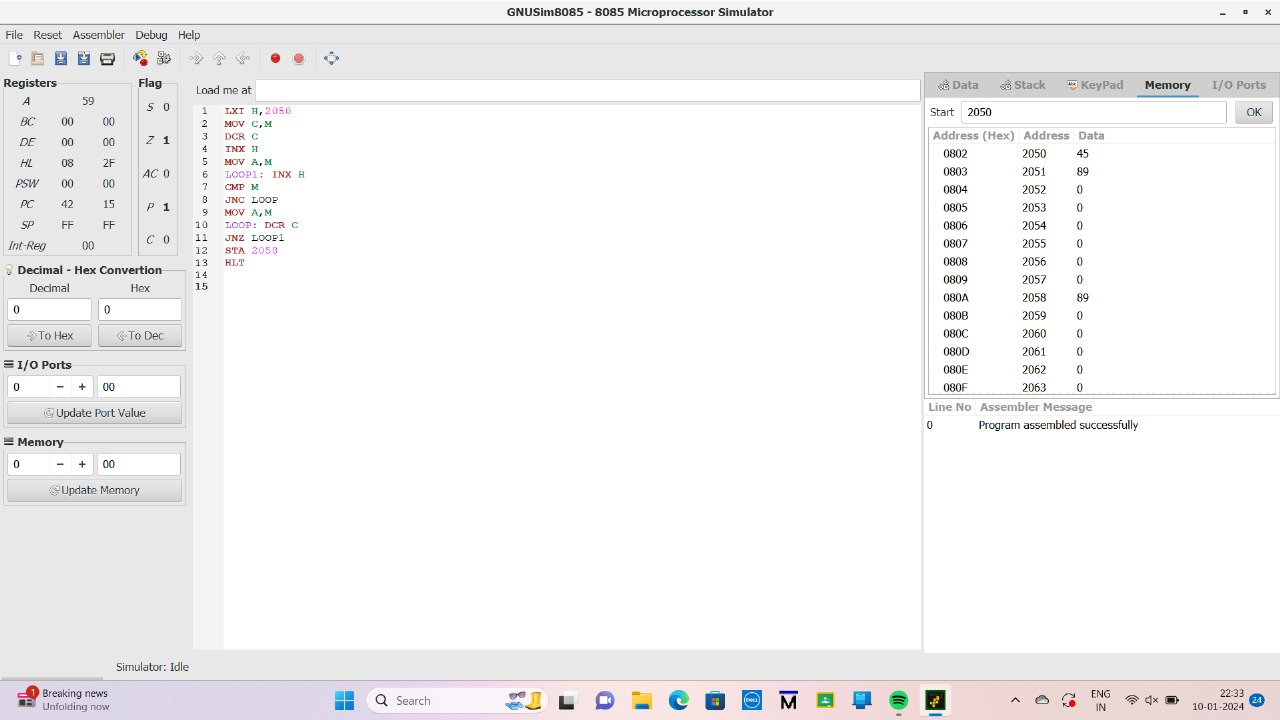 GNUSim8085 - 8085 Microprocessor Simulator
File Reset Assembler Debug Help
Registers
A 59
BC 00 00
DE 00 00
HL 08 2F
PSW 00 00
PC 42 15
SP FF FF
Int-Reg 00
Flag
S 0
Z 1
AC 0
P 1
C 0
Decimal - Hex Convertion
Decimal Hex
0 0
To Hex To Dec
I/O Ports
0 − + 00
Update Port Value
Memory
0 − + 00
Update Memory
Load me at
1 LXI H,2050
2 MOV C,M
3 DCR C
4 INX H
5 MOV A,M
6 LOOP1: INX H
7 CMP M
8 JNC LOOP
9 MOV A,M
10 LOOP: DCR C
11 JNZ LOOP1
12 STA 2058
13 HLT
14
15
Data Stack KeyPad Memory I/O Ports
Start 2050 OK
Address (Hex) Address Data
0802 2050 45
0803 2051 89
0804 2052 0
0805 2053 0
0806 2054 0
0807 2055 0
0808 2056 0
0809 2057 0
080A 2058 89
080B 2059 0
080C 2060 0
080D 2061 0
080E 2062 0
080F 2063 0
Line No Assembler Message
0 Program assembled successfully
Simulator: Idle
1 Breaking news
Unfolding now
Search
DELL
M
ENG
IN
22:33
10-01-2024
24